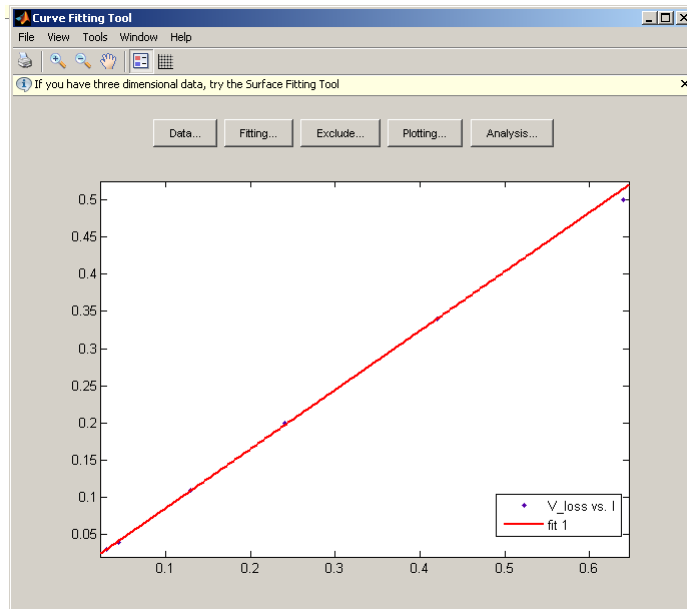 Curve Fitting Tool
File View Tools Window Help
If you have three dimensional data, try the Surface Fitting Tool
Data... Fitting... Exclude... Plotting... Analysis...
0.5
0.45
0.4
0.35
0.3
0.25
0.2
0.15
0.1
0.05
V_loss vs. I
fit 1
0.1 0.2 0.3 0.4 0.5 0.6